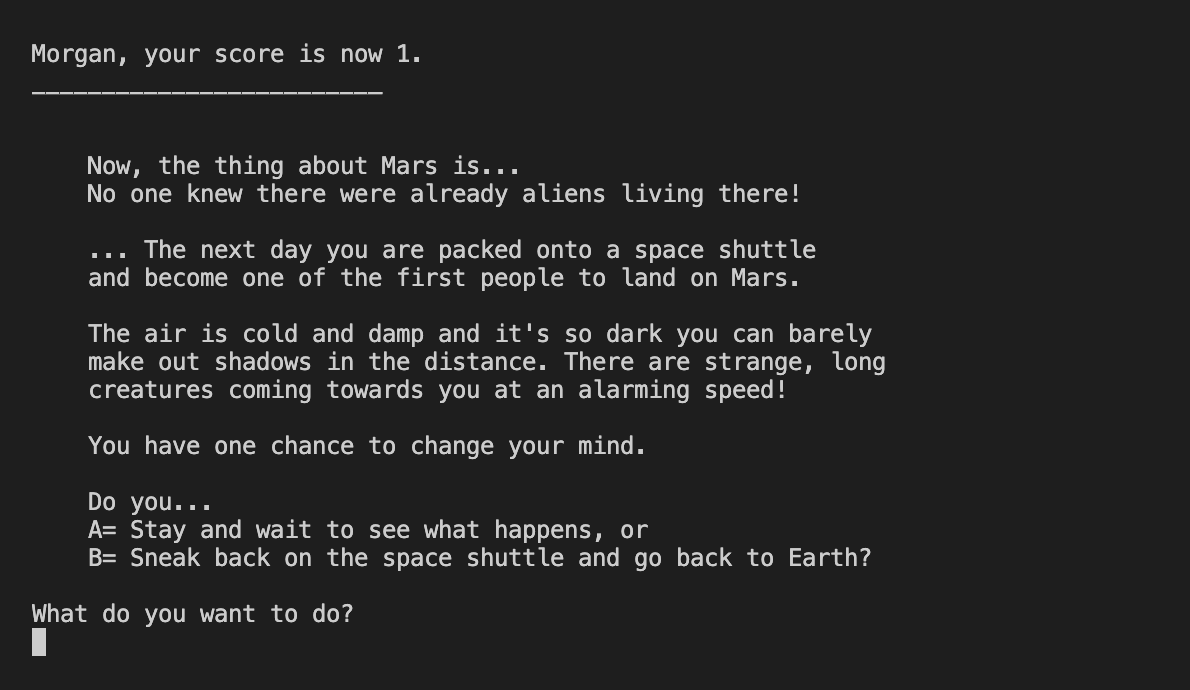 Morgan, your score is now 1.
_________________________
Now, the thing about Mars is...
No one knew there were already aliens living there!
... The next day you are packed onto a space shuttle
and become one of the first people to land on Mars.
The air is cold and damp and it's so dark you can barely
make out shadows in the distance. There are strange, long
creatures coming towards you at an alarming speed!
You have one chance to change your mind.
Do you...
A= Stay and wait to see what happens, or
B= Sneak back on the space shuttle and go back to Earth?
What do you want to do?